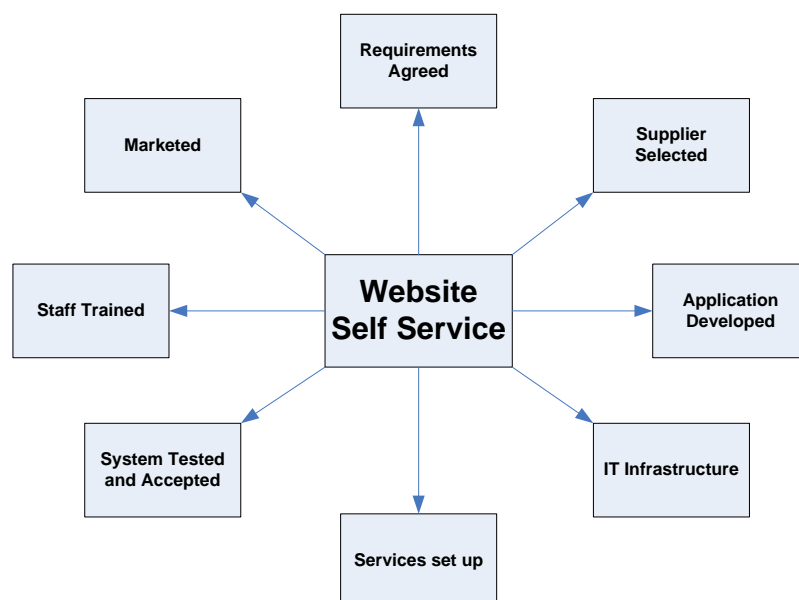 Requirements
Agreed
Marketed
Supplier
Selected
Website
Self Service
Staff Trained
Application
Developed
System Tested
and Accepted
IT Infrastructure
Services set up